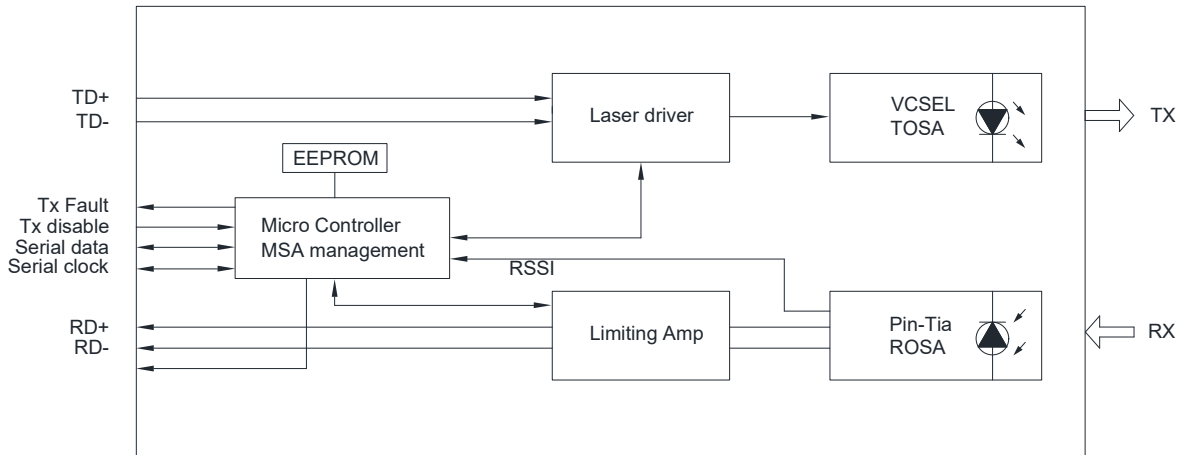 TD+
TD-
Laser driver
VCSEL
TOSA
TX
EEPROM
Tx Fault
Tx disable
Serial data
Serial clock
Micro Controller
MSA management
RSSI
RD+
RD-
Limiting Amp
Pin-Tia
ROSA
RX